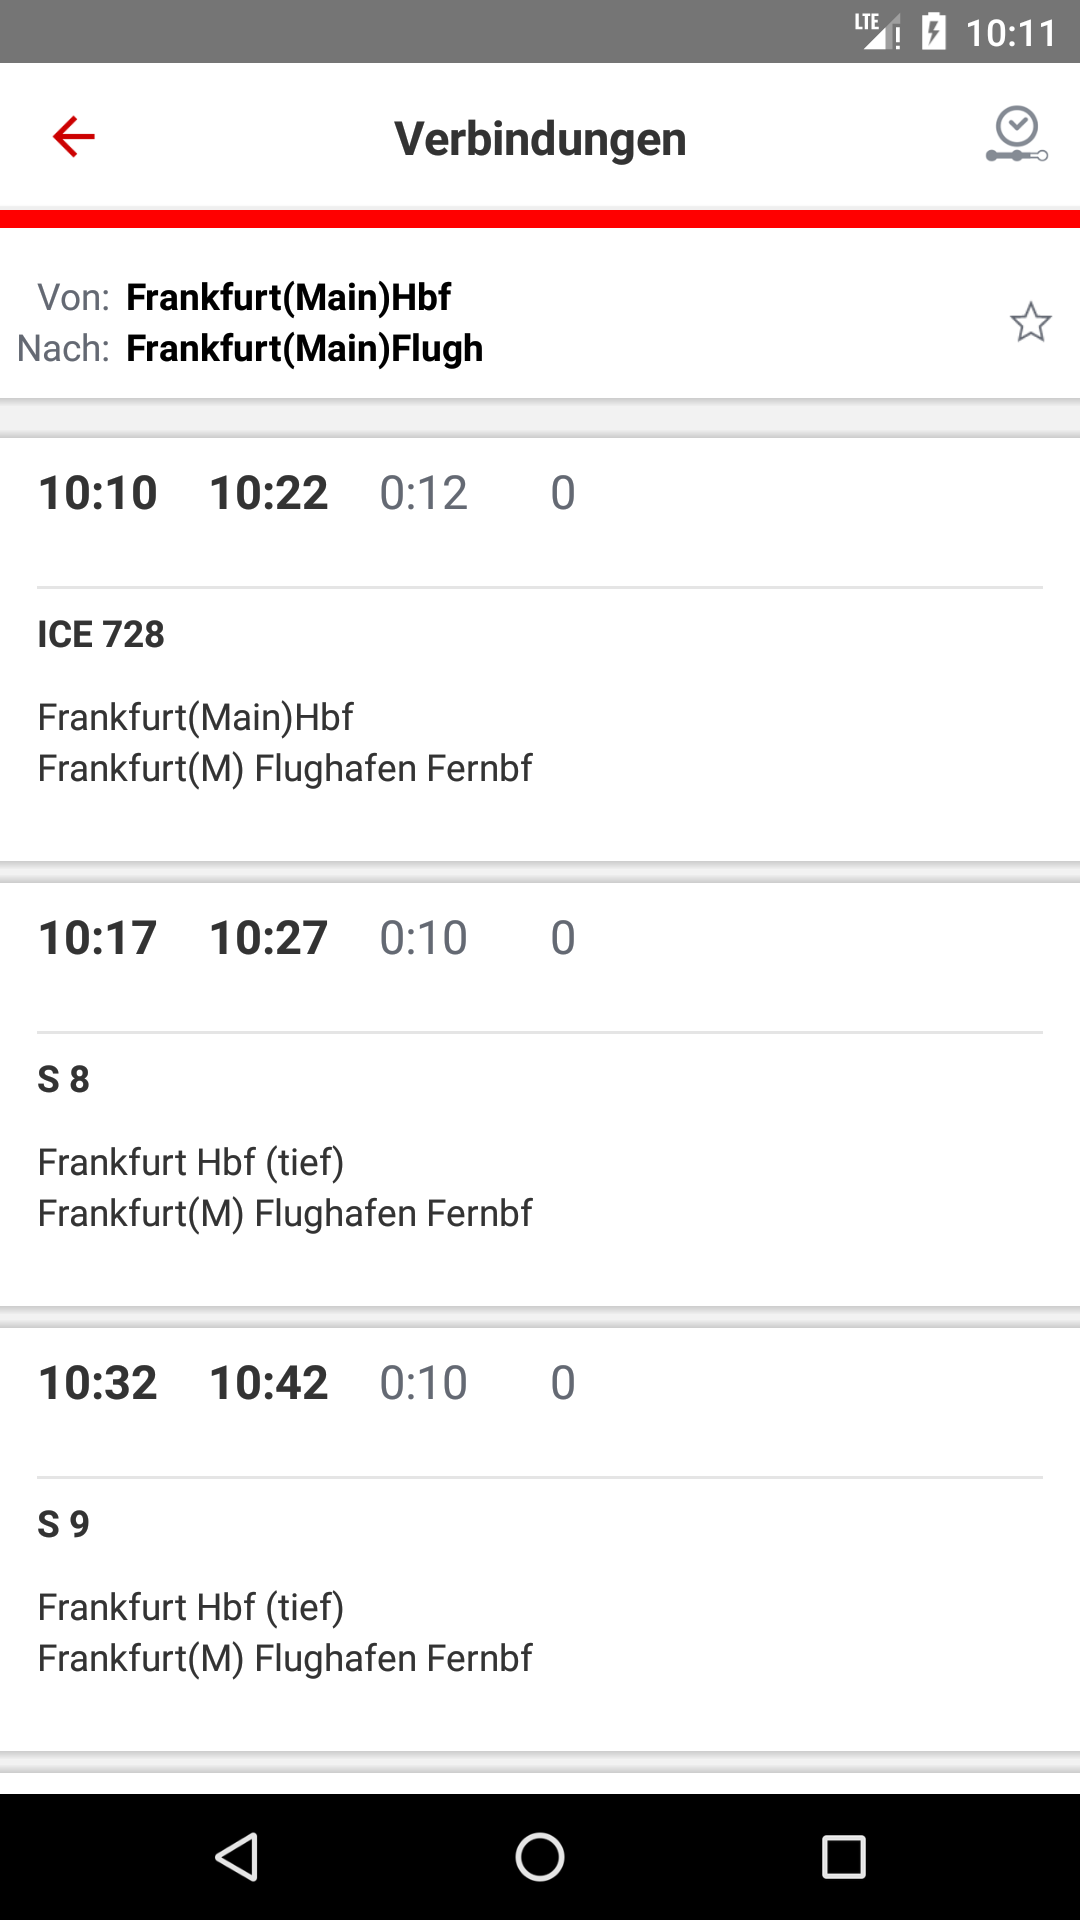 LTE 10:11
Verbindungen
Von: Frankfurt(Main)Hbf
Nach: Frankfurt(Main)Flugh
10:10 10:22 0:12 0
ICE 728
Frankfurt(Main)Hbf
Frankfurt(M) Flughafen Fernbf
10:17 10:27 0:10 0
S 8
Frankfurt Hbf (tief)
Frankfurt(M) Flughafen Fernbf
10:32 10:42 0:10 0
S 9
Frankfurt Hbf (tief)
Frankfurt(M) Flughafen Fernbf